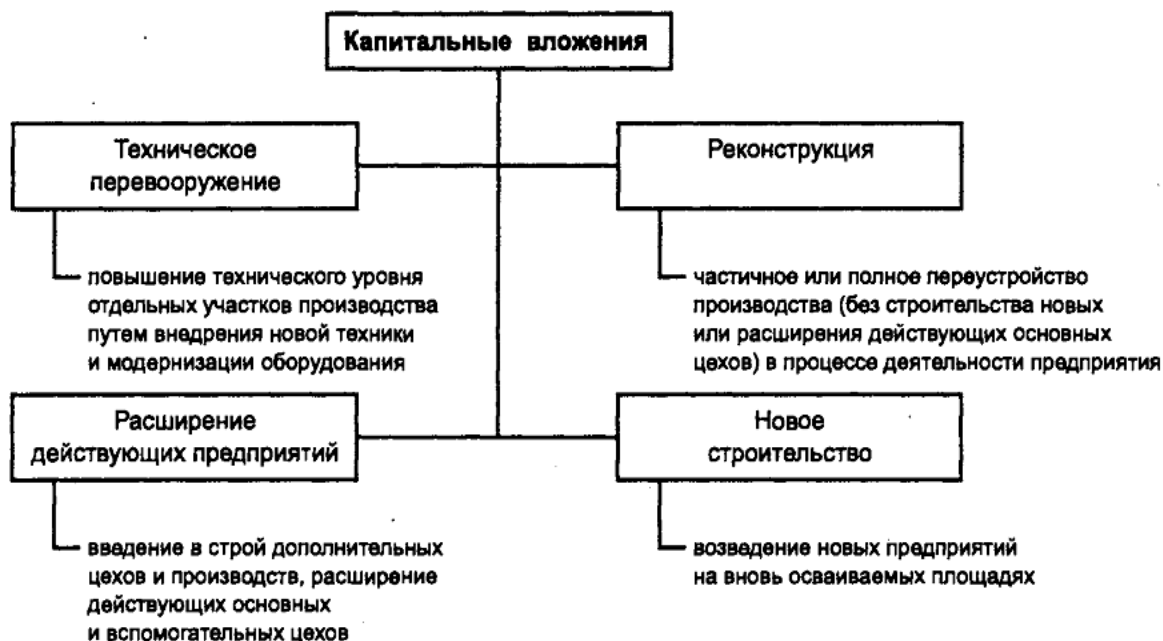 Капитальные вложения
Техническое
перевооружение
повышение технического уровня
отдельных участков производства
путем внедрения новой техники
и модернизации оборудования
Реконструкция
частичное или полное переустройство
производства (без строительства новых
или расширения действующих основных
цехов) в процессе деятельности предприятия
Расширение
действующих предприятий
введение в строй дополнительных
цехов и производств, расширение
действующих основных
и вспомогательных цехов
Новое
строительство
возведение новых предприятий
на вновь осваиваемых площадях